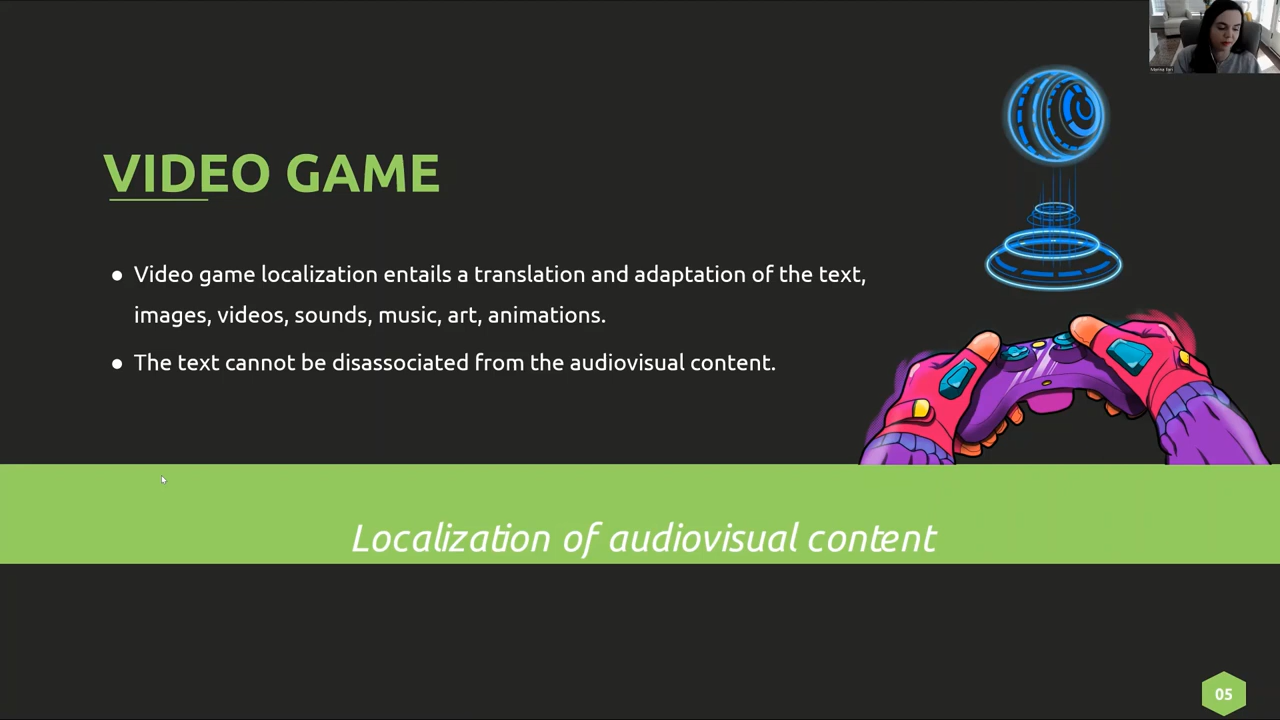 VIDEO GAME
● Video game localization entails a translation and adaptation of the text,
images, videos, sounds, music, art, animations.
● The text cannot be disassociated from the audiovisual content.
Localization of audiovisual content
05